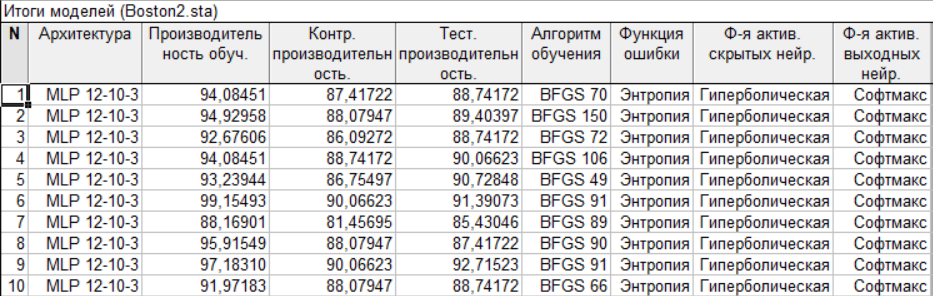 Итоги моделей (Boston2.sta)
N Архитектура Производитель Контр. Тест. Алгоритм Функция Ф-я актив. Ф-я актив.
ность обуч. производительн производительн обучения ошибки скрытых нейр. выходных
ость. ость. нейр.
1 MLP 12-10-3 94,08451 87,41722 88,74172 BFGS 70 Энтропия Гиперболическая Софтмакс
2 MLP 12-10-3 94,92958 88,07947 89,40397 BFGS 150 Энтропия Гиперболическая Софтмакс
3 MLP 12-10-3 92,67606 86,09272 88,74172 BFGS 72 Энтропия Гиперболическая Софтмакс
4 MLP 12-10-3 94,08451 88,74172 90,06623 BFGS 106 Энтропия Гиперболическая Софтмакс
5 MLP 12-10-3 93,23944 86,75497 90,72848 BFGS 49 Энтропия Гиперболическая Софтмакс
6 MLP 12-10-3 99,15493 90,06623 91,39073 BFGS 91 Энтропия Гиперболическая Софтмакс
7 MLP 12-10-3 88,16901 81,45695 85,43046 BFGS 89 Энтропия Гиперболическая Софтмакс
8 MLP 12-10-3 95,91549 88,07947 87,41722 BFGS 90 Энтропия Гиперболическая Софтмакс
9 MLP 12-10-3 97,18310 90,06623 92,71523 BFGS 91 Энтропия Гиперболическая Софтмакс
10 MLP 12-10-3 91,97183 88,07947 88,74172 BFGS 66 Энтропия Гиперболическая Софтмакс